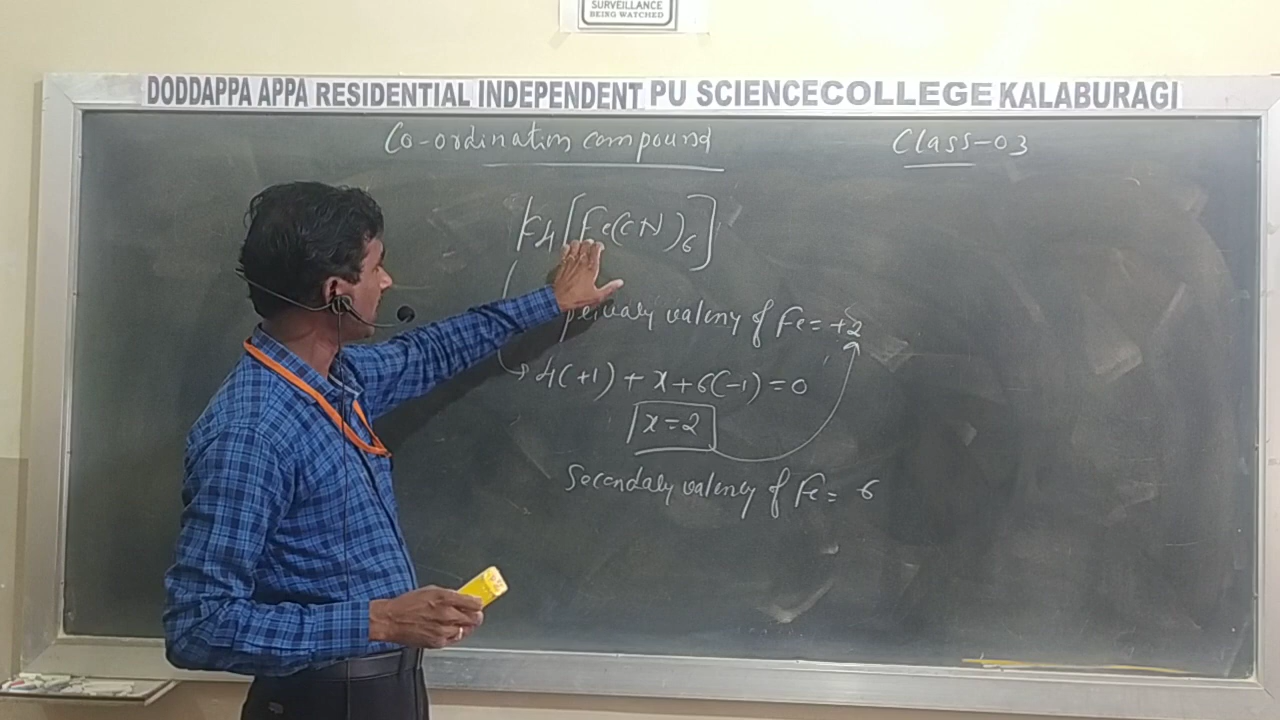 SURVEILLANCE
BEING WATCHED
DODDAPPA APPA RESIDENTIAL INDEPENDENT PU SCIENCECOLLEGE KALABURAGI
Co-ordination compound
Class-03
K4[Fe(CN)6]
primary valency of Fe = +2
4(+1) + x + 6(-1) = 0
x = 2
Secondary valency of Fe = 6